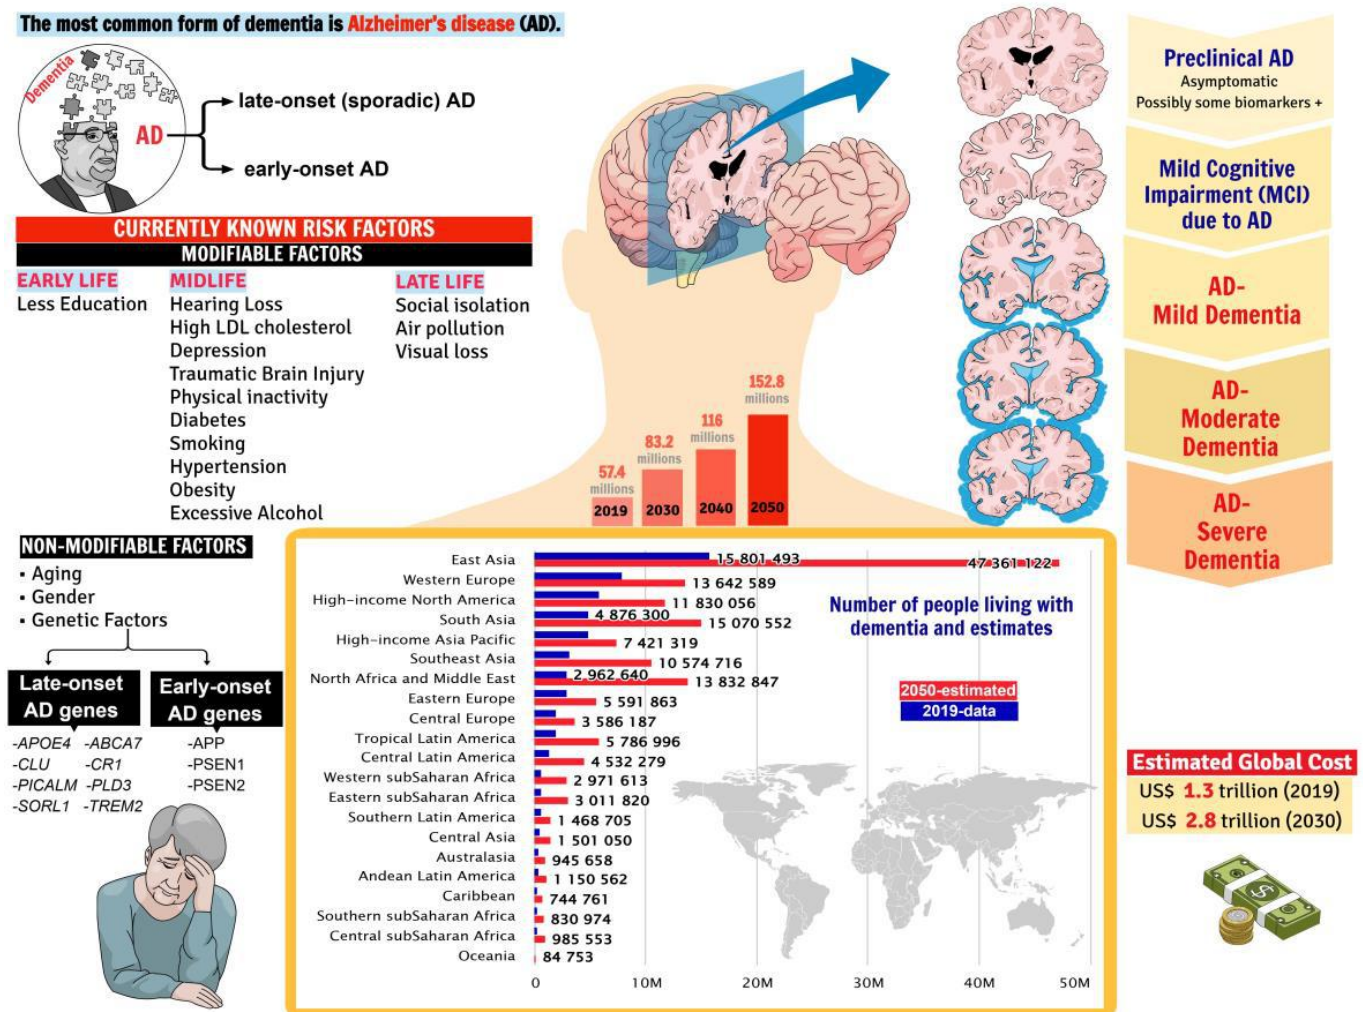 The most common form of dementia is Alzheimer's disease (AD).
Dementia
AD
late-onset (sporadic) AD
early-onset AD
CURRENTLY KNOWN RISK FACTORS
MODIFIABLE FACTORS
EARLY LIFE
Less Education
MIDLIFE
Hearing Loss
High LDL cholesterol
Depression
Traumatic Brain Injury
Physical inactivity
Diabetes
Smoking
Hypertension
Obesity
Excessive Alcohol
LATE LIFE
Social isolation
Air pollution
Visual loss
NON-MODIFIABLE FACTORS
▪ Aging
▪ Gender
▪ Genetic Factors
Late-onset
AD genes
-APOE4 -ABCA7
-CLU -CR1
-PICALM -PLD3
-SORL1 -TREM2
Early-onset
AD genes
-APP
-PSEN1
-PSEN2
57.4
millions
2019
83.2
millions
2030
116
millions
2040
152.8
millions
2050
Preclinical AD
Asymptomatic
Possibly some biomarkers +
Mild Cognitive
Impairment (MCI)
due to AD
AD-
Mild Dementia
AD-
Moderate
Dementia
AD-
Severe
Dementia
Number of people living with
dementia and estimates
2050-estimated
2019-data
East Asia 15 801 493 47 361 122
Western Europe 13 642 589
High-income North America 11 830 056
South Asia 4 876 300 15 070 552
High-income Asia Pacific 7 421 319
Southeast Asia 10 574 716
North Africa and Middle East 2 962 640 13 832 847
Eastern Europe 5 591 863
Central Europe 3 586 187
Tropical Latin America 5 786 996
Central Latin America 4 532 279
Western subSaharan Africa 2 971 613
Eastern subSaharan Africa 3 011 820
Southern Latin America 1 468 705
Central Asia 1 501 050
Australasia 945 658
Andean Latin America 1 150 562
Caribbean 744 761
Southern subSaharan Africa 830 974
Central subSaharan Africa 985 553
Oceania 84 753
0 10M 20M 30M 40M 50M
Estimated Global Cost
US$ 1.3 trillion (2019)
US$ 2.8 trillion (2030)